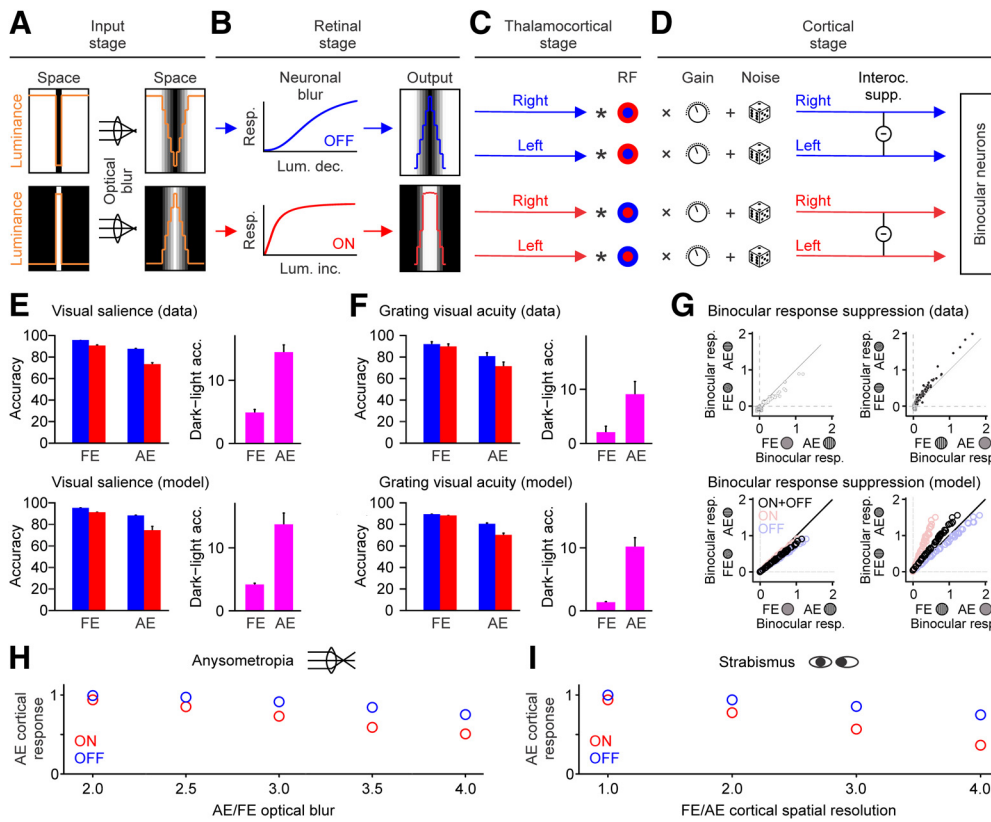 A
Input
stage
B
Retinal
stage
C
Thalamocortical
stage
D
Cortical
stage
Space
Space
Luminance
Luminance
Optical
blur
Neuronal
blur
Resp.
OFF
Lum. dec.
Resp.
ON
Lum. inc.
Output
RF
Gain
Noise
Interoc.
supp.
Right
*
×
+
Right
Left
*
×
+
Left
Right
*
×
+
Right
Left
*
×
+
Left
−
−
Binocular neurons
E
Visual salience (data)
Accuracy
100
80
60
40
20
0
FE AE
Dark−light acc.
10
0
FE AE
Visual salience (model)
Accuracy
100
80
60
40
20
0
FE AE
Dark−light acc.
10
0
FE AE
F
Grating visual acuity (data)
Accuracy
100
80
60
40
20
0
FE AE
Dark−light acc.
10
0
FE AE
Grating visual acuity (model)
Accuracy
100
80
60
40
20
0
FE AE
Dark−light acc.
10
0
FE AE
G
Binocular response suppression (data)
Binocular resp.
FE AE
2
1
0
0 1 2
FE AE
Binocular resp.
Binocular resp.
FE AE
2
1
0
0 1 2
FE AE
Binocular resp.
Binocular response suppression (model)
Binocular resp.
FE AE
2
1
0
ON+OFF
ON
OFF
0 1 2
FE AE
Binocular resp.
Binocular resp.
FE AE
2
1
0
0 1 2
FE AE
Binocular resp.
H
Anysometropia
AE cortical
response
1
0
ON
OFF
2.0 2.5 3.0 3.5 4.0
AE/FE optical blur
I
Strabismus
AE cortical
response
1
0
ON
OFF
1.0 2.0 3.0 4.0
FE/AE cortical spatial resolution